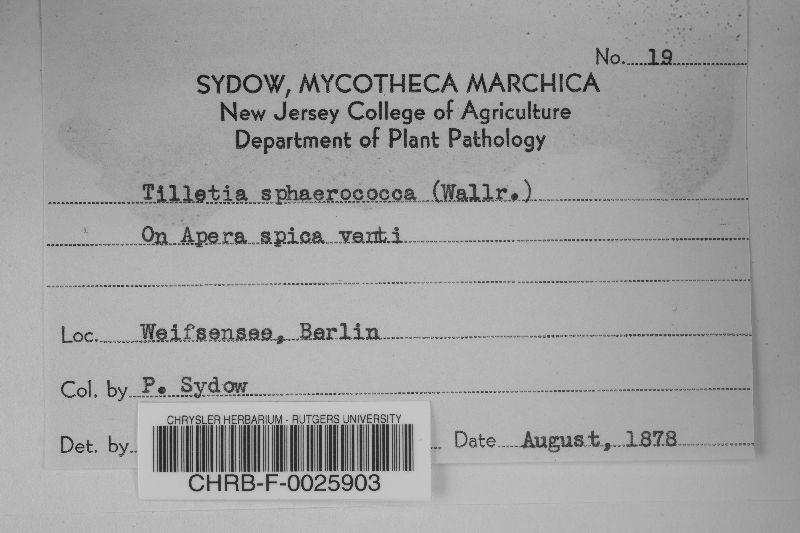 No. 19
SYDOW, MYCOTHECA MARCHICA
New Jersey College of Agriculture
Department of Plant Pathology
Tilletia sphaerococca (Wallr.)
On Apera spica venti
Loc. Weifsensee, Berlin
Col. by P. Sydow
Det. by
Date August, 1878
CHRYSLER HERBARIUM - RUTGERS UNIVERSITY
CHRB-F-0025903